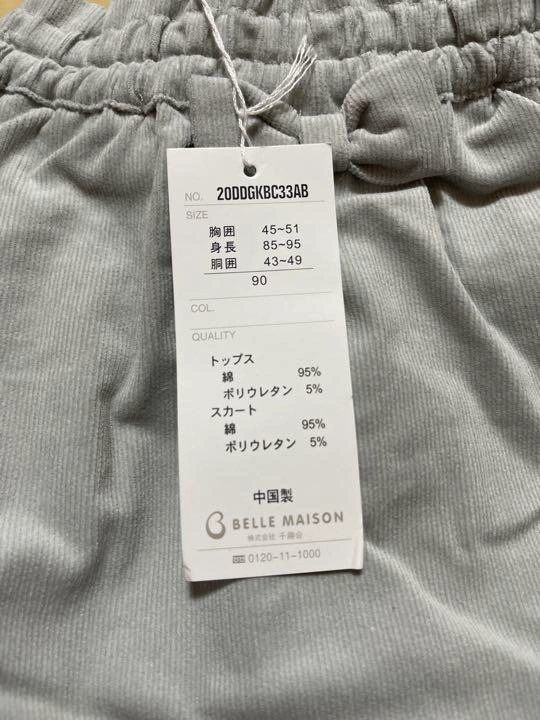 NO. 20DDGKBC33AB
SIZE
胸囲 45~51
身長 85~95
胴囲 43~49
90
COL.
QUALITY
トップス
綿 95%
ポリウレタン 5%
スカート
綿 95%
ポリウレタン 5%
中国製
BELLE MAISON
株式会社 千趣会
0120-11-1000